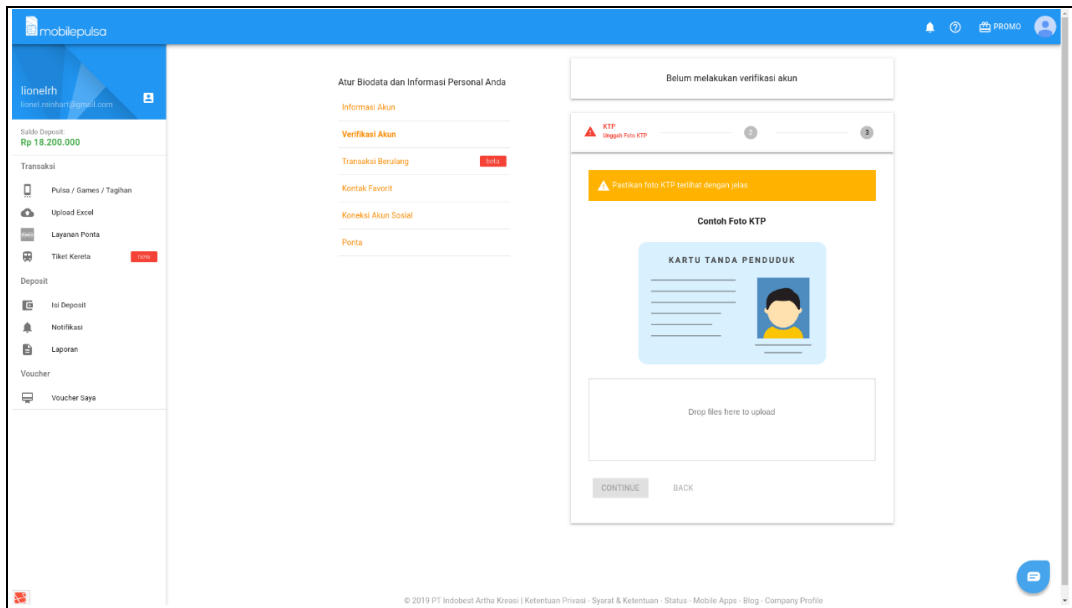 mobilepulsa
PROMO
lionelrh
lionel.reinhart@gmail.com
Saldo Deposit:
Rp 18.200.000
Transaksi
Pulsa / Games / Tagihan
Upload Excel
Layanan Ponta
Tiket Kereta new
Deposit
Isi Deposit
Notifikasi
Laporan
Voucher
Voucher Saya
Atur Biodata dan Informasi Personal Anda
Informasi Akun
Verifikasi Akun
Transaksi Berulang beta
Kontak Favorit
Koneksi Akun Sosial
Ponta
Belum melakukan verifikasi akun
KTP
Unggah Foto KTP
2
3
Pastikan foto KTP terlihat dengan jelas
Contoh Foto KTP
KARTU TANDA PENDUDUK
Drop files here to upload
CONTINUE BACK
© 2019 PT Indobest Artha Kreasi | Ketentuan Privasi - Syarat & Ketentuan - Status - Mobile Apps - Blog - Company Profile